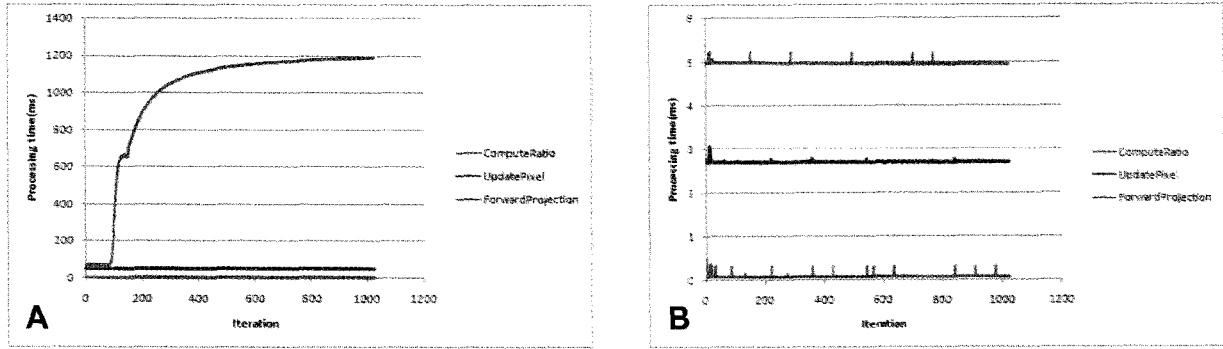 1400
1200
1000
800
600
400
200
0
Processing time(ms)
0 200 400 600 800 1000 1200
Iteration
ComputeRatio
UpdatePixel
ForwardProjection
A
6
5
4
3
2
1
0
Processing time(ms)
0 200 400 600 800 1000 1200
Iteration
ComputeRatio
UpdatePixel
ForwardProjection
B